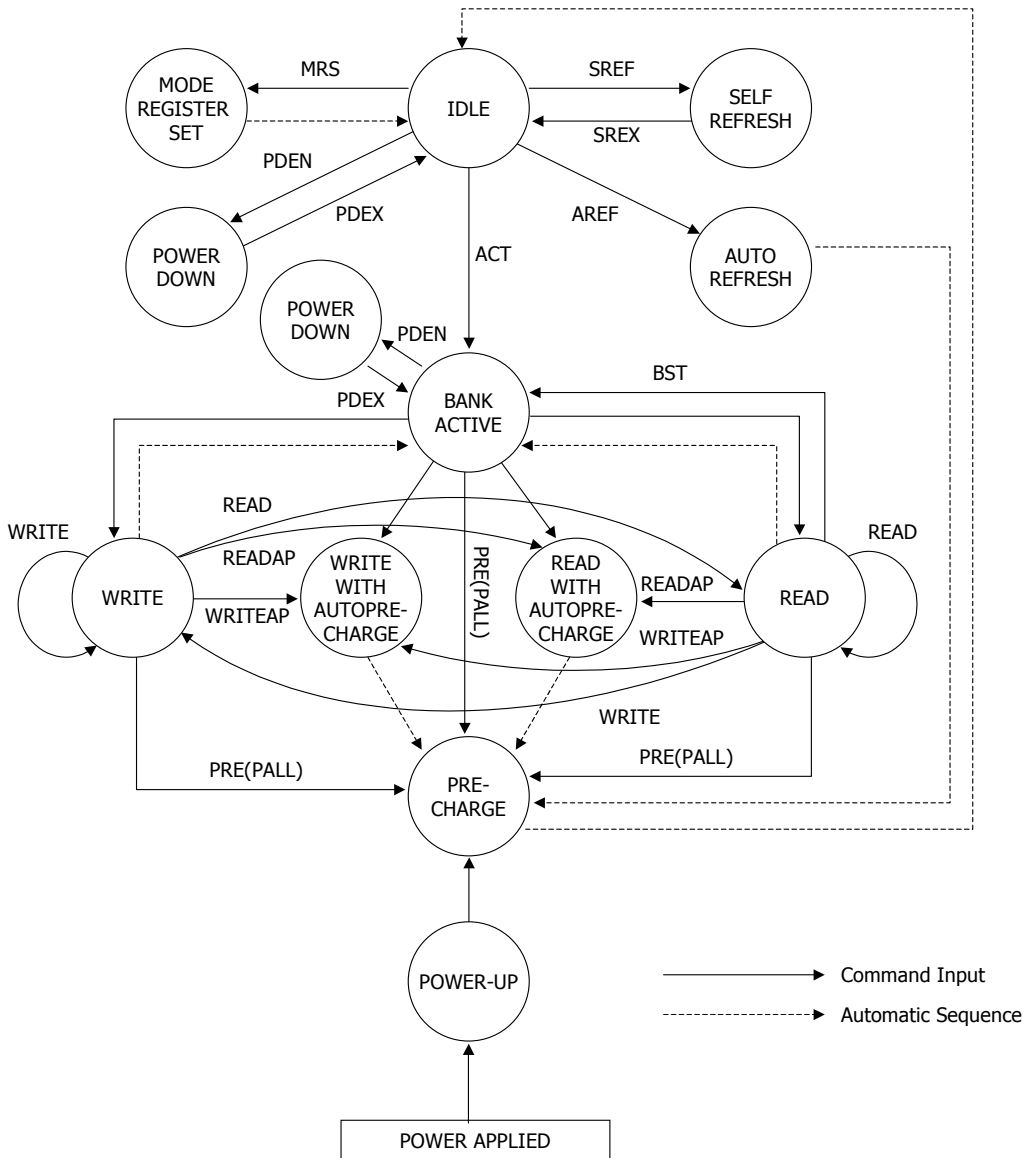 MRS
SREF
MODE
REGISTER
SET
IDLE
SELF
REFRESH
SREX
PDEN
PDEX
AREF
POWER
DOWN
ACT
AUTO
REFRESH
POWER
DOWN
PDEN
PDEX
BST
BANK
ACTIVE
READ
WRITE
READ
READAP
WRITE
WRITEAP
WRITE
WITH
AUTOPRE-
CHARGE
PRE(PALL)
READ
WITH
AUTOPRE-
CHARGE
READAP
READ
WRITEAP
WRITE
PRE(PALL)
PRE(PALL)
PRE-
CHARGE
POWER-UP
Command Input
Automatic Sequence
POWER APPLIED